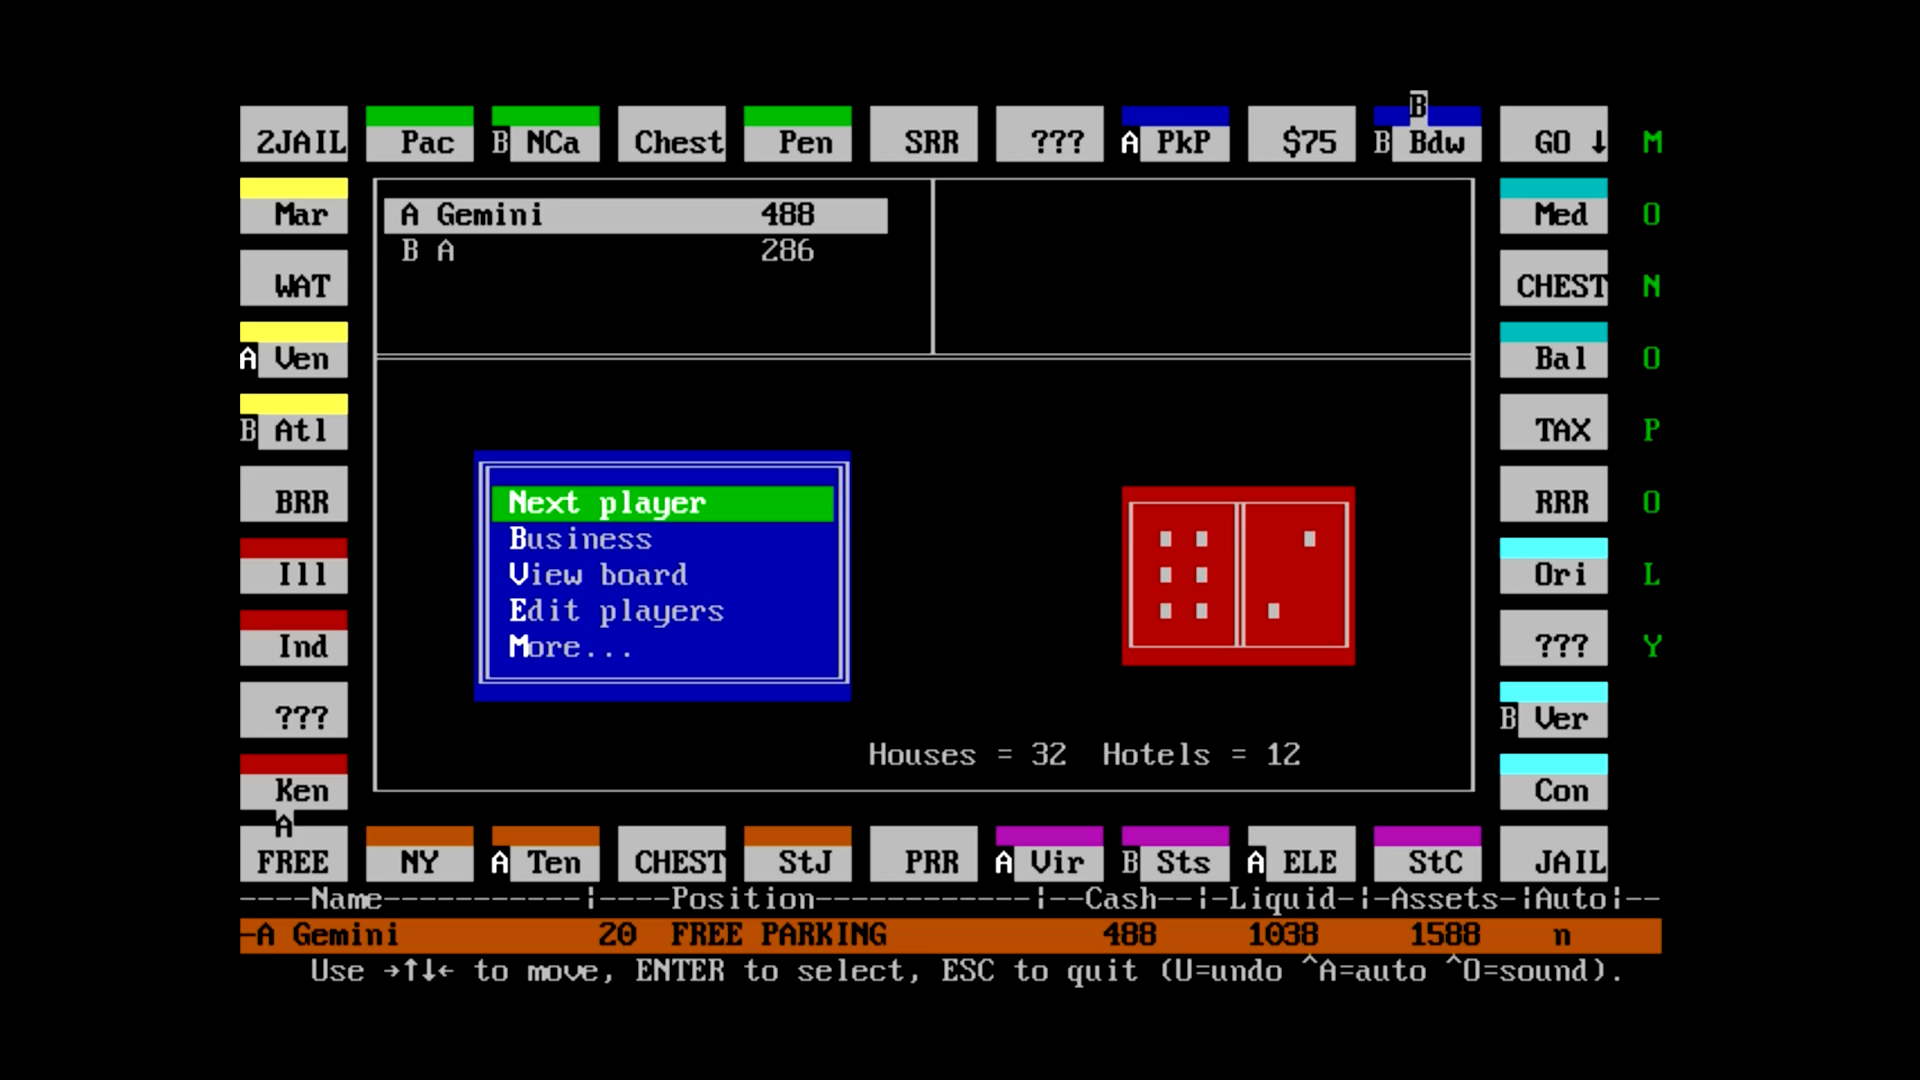 B
2JAIL Pac B NCa Chest Pen SRR ??? A PkP $75 B Bdw GO ↓ M
Mar A Gemini 488 Med O
B A 286
WAT CHEST N
A Ven Bal O
B Atl TAX P
BRR Next player RRR O
Business
Ill View board Ori L
Edit players
Ind More... ??? Y
??? B Ver
Houses = 32 Hotels = 12
Ken Con
A
FREE NY A Ten CHEST StJ PRR A Vir B Sts A ELE StC JAIL
----Name-----------¦----Position------------¦--Cash--¦-Liquid-¦-Assets-¦Auto¦--
-A Gemini 20 FREE PARKING 488 1038 1588 n
Use →↑↓← to move, ENTER to select, ESC to quit (U=undo ^A=auto ^O=sound).